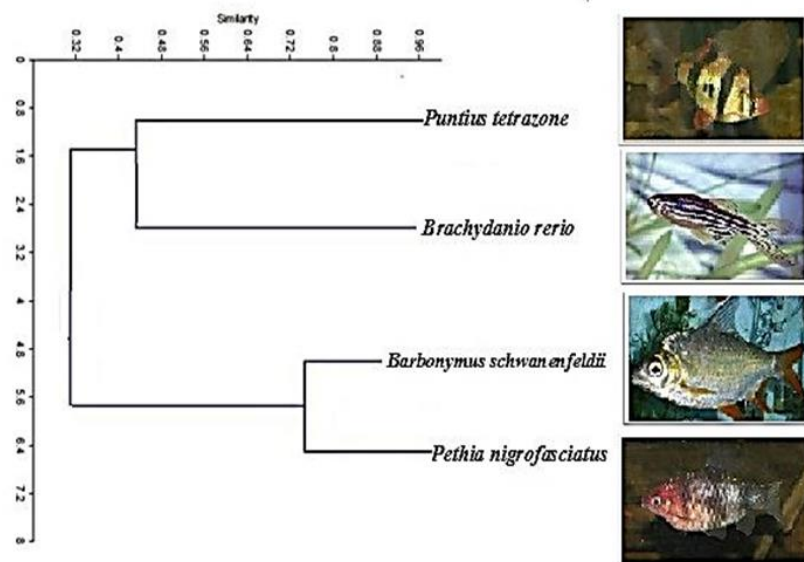 Similarity
0.32 0.4 0.48 0.56 0.64 0.72 0.8 0.88 0.96
0
0.8
1.6
2.4
3.2
4
4.8
5.6
6.4
7.2
8
Puntius tetrazone
Brachydanio rerio
Barbonymus schwanenfeldii
Pethia nigrofasciatus